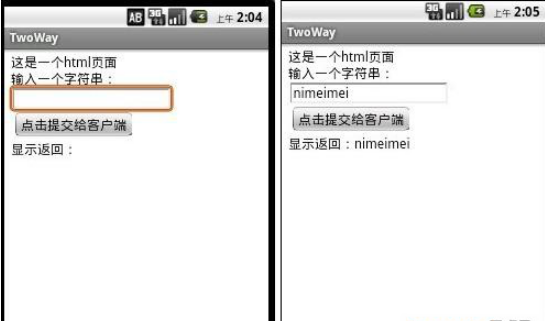 AB 3G 上午 2:04
TwoWay
这是一个html页面
输入一个字符串：
点击提交给客户端
显示返回：
3G 上午 2:05
TwoWay
这是一个html页面
输入一个字符串：
nimeimei
点击提交给客户端
显示返回：nimeimei